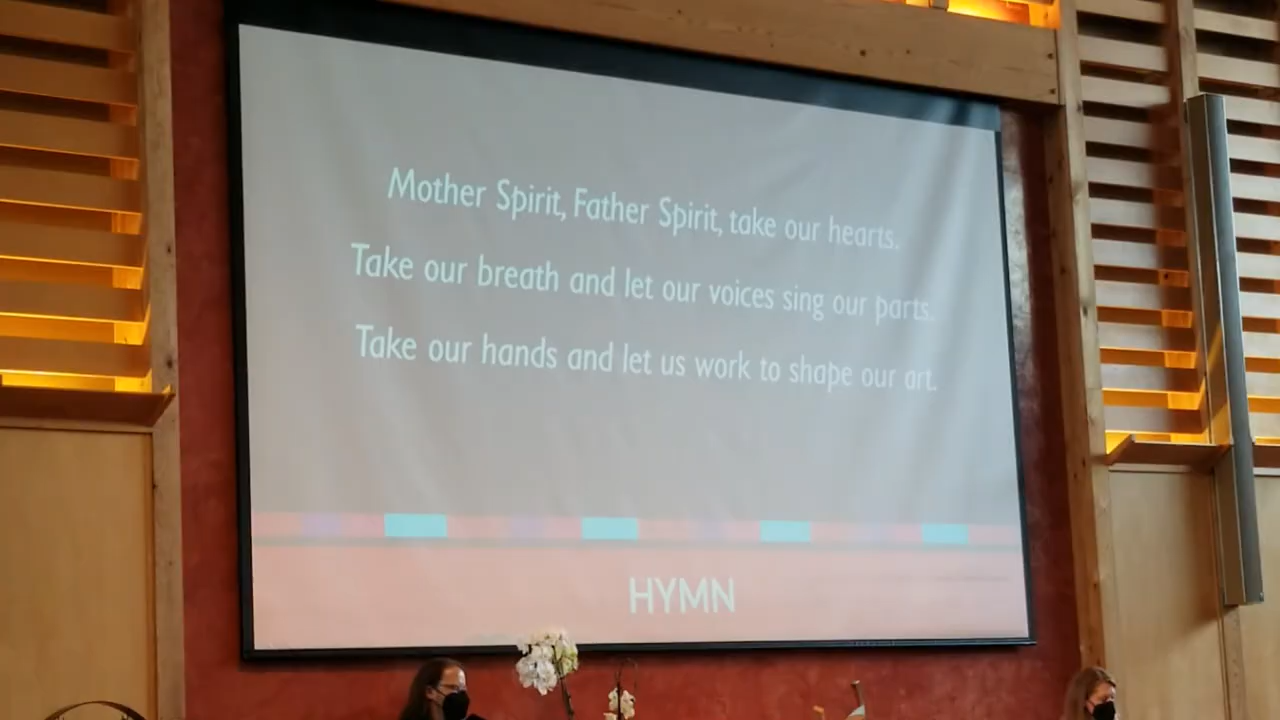 Mother Spirit, Father Spirit, take our hearts.
Take our breath and let our voices sing our parts.
Take our hands and let us work to shape our art.
HYMN